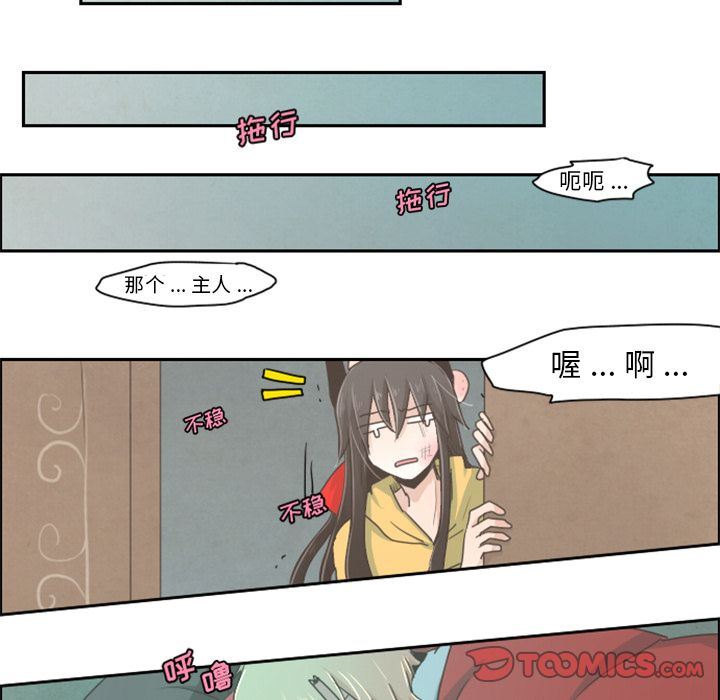 拖行
拖行
呃呃 ...
那个 ... 主人 ...
喔 ... 啊 ...
不稳
不稳
呼噜
TOOMICS.COM